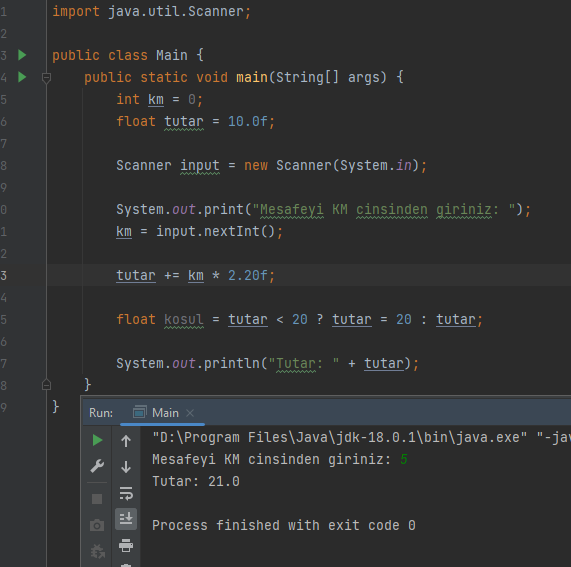 1 import java.util.Scanner;
2
3 public class Main {
4 public static void main(String[] args) {
5 int km = 0;
6 float tutar = 10.0f;
7
8 Scanner input = new Scanner(System.in);
9
0 System.out.print("Mesafeyi KM cinsinden giriniz: ");
1 km = input.nextInt();
2
3 tutar += km * 2.20f;
4
5 float kosul = tutar < 20 ? tutar = 20 : tutar;
6
7 System.out.println("Tutar: " + tutar);
8 }
9 }
Run: Main ×
"D:\Program Files\Java\jdk-18.0.1\bin\java.exe" "-jav
Mesafeyi KM cinsinden giriniz: 5
Tutar: 21.0
Process finished with exit code 0